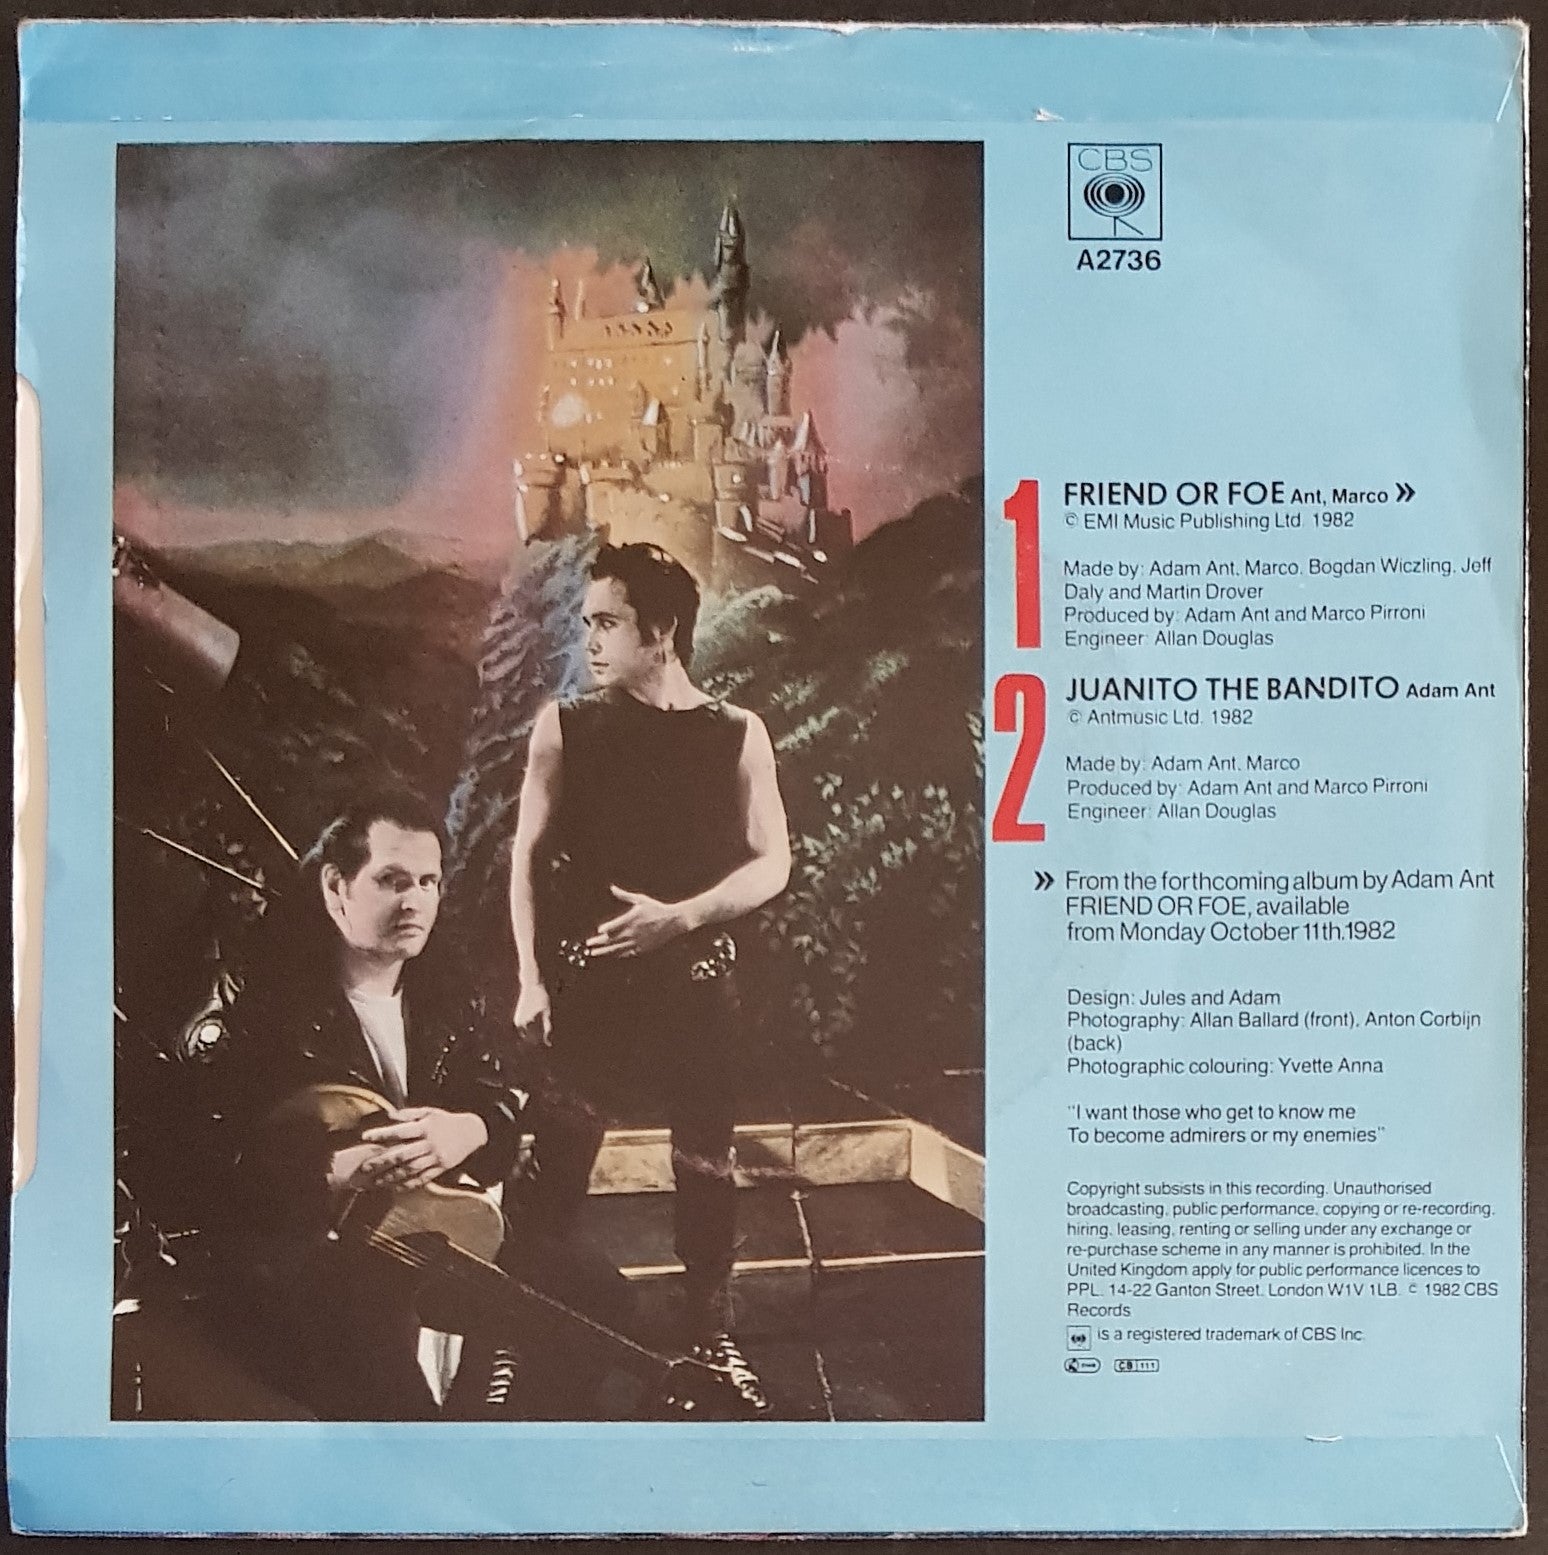 CBS
A2736
1
FRIEND OR FOE Ant, Marco »
© EMI Music Publishing Ltd. 1982
Made by: Adam Ant, Marco, Bogdan Wiczling, Jeff
Daly and Martin Drover
Produced by: Adam Ant and Marco Pirroni
Engineer: Allan Douglas
2
JUANITO THE BANDITO Adam Ant
© Antmusic Ltd. 1982
Made by: Adam Ant, Marco
Produced by: Adam Ant and Marco Pirroni
Engineer: Allan Douglas
» From the forthcoming album by Adam Ant
FRIEND OR FOE, available
from Monday October 11th.1982
Design: Jules and Adam
Photography: Allan Ballard (front), Anton Corbijn
(back)
Photographic colouring: Yvette Anna
"I want those who get to know me
To become admirers or my enemies"
Copyright subsists in this recording. Unauthorised
broadcasting, public performance, copying or re-recording,
hiring, leasing, renting or selling under any exchange or
re-purchase scheme in any manner is prohibited. In the
United Kingdom apply for public performance licences to
PPL. 14-22 Ganton Street. London W1V 1LB. © 1982 CBS
Records
is a registered trademark of CBS Inc.
CB 111